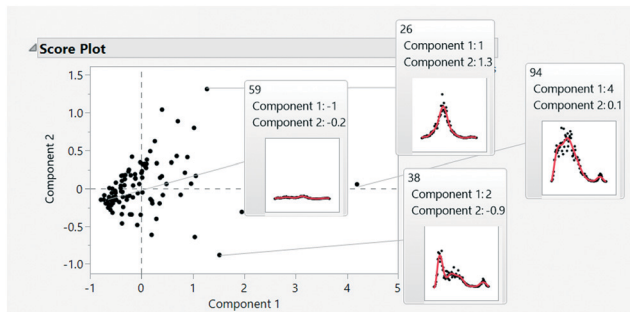 Score Plot
26
Component 1: 1
Component 2: 1.3
59
Component 1: -1
Component 2: -0.2
94
Component 1: 4
Component 2: 0.1
38
Component 1: 2
Component 2: -0.9
Component 2
1.5
1.0
0.5
0
-0.5
-1.0
-1
0
1
2
3
4
5
Component 1